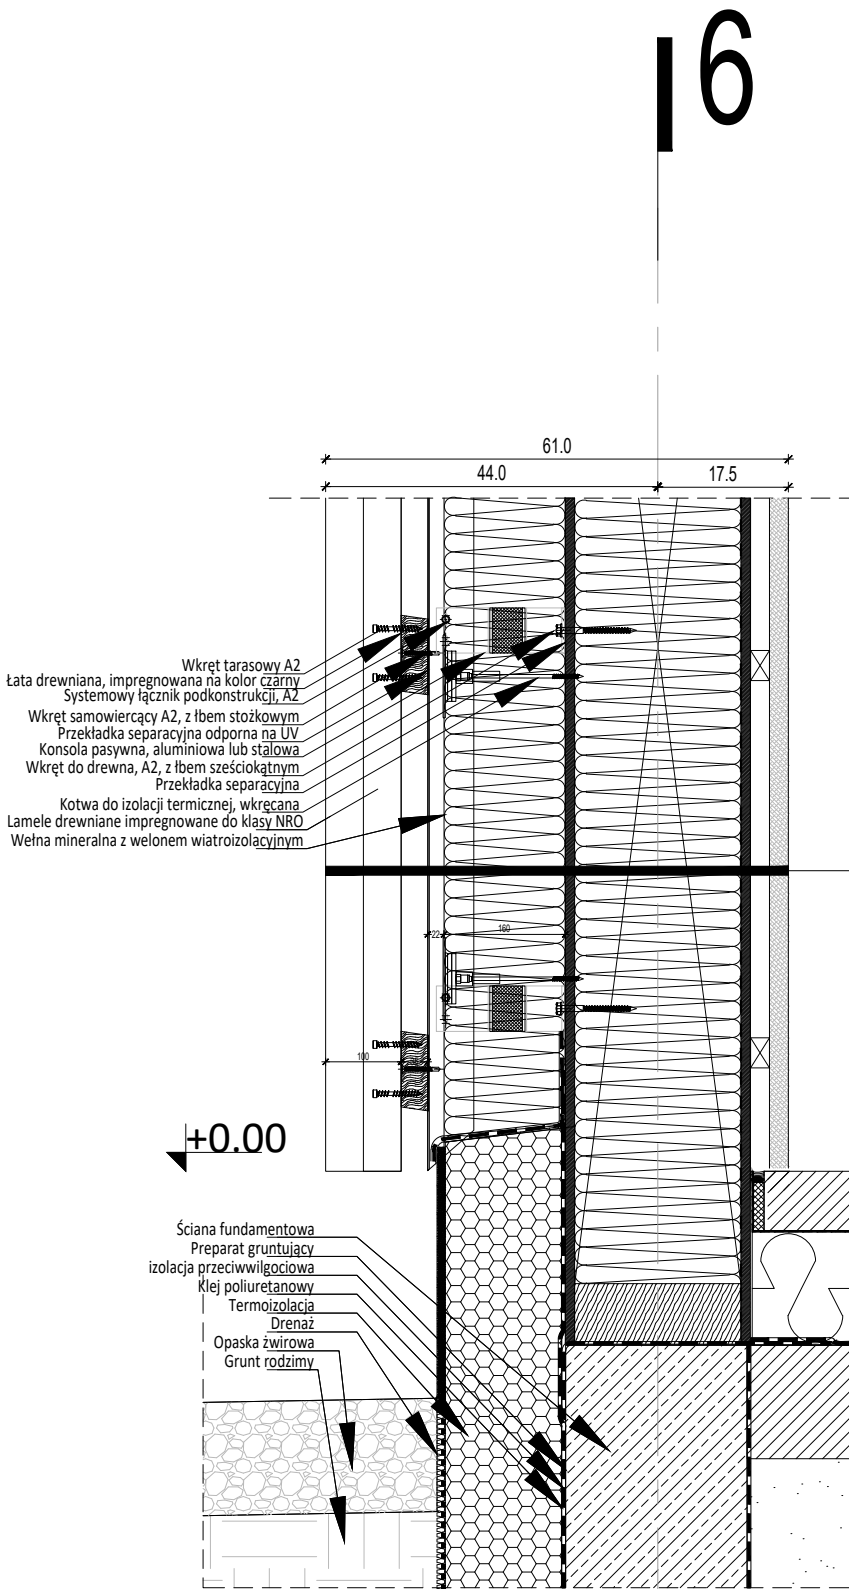 6
61.0
44.0
17.5
Wkręt tarasowy A2
Łata drewniana, impregnowana na kolor czarny
Systemowy łącznik podkonstrukcji, A2
Wkręt samowiercący A2, z łbem stożkowym
Przekładka separacyjna odporna na UV
Konsola pasywna, aluminiowa lub stalowa
Wkręt do drewna, A2, z łbem sześciokątnym
Przekładka separacyjna
Kotwa do izolacji termicznej, wkręcana
Lamele drewniane impregnowane do klasy NRO
Wełna mineralna z welonem wiatroizolacyjnym
22
160
100
+0.00
Ściana fundamentowa
Preparat gruntujący
izolacja przeciwwilgociowa
Klej poliuretanowy
Termoizolacja
Drenaż
Opaska żwirowa
Grunt rodzimy